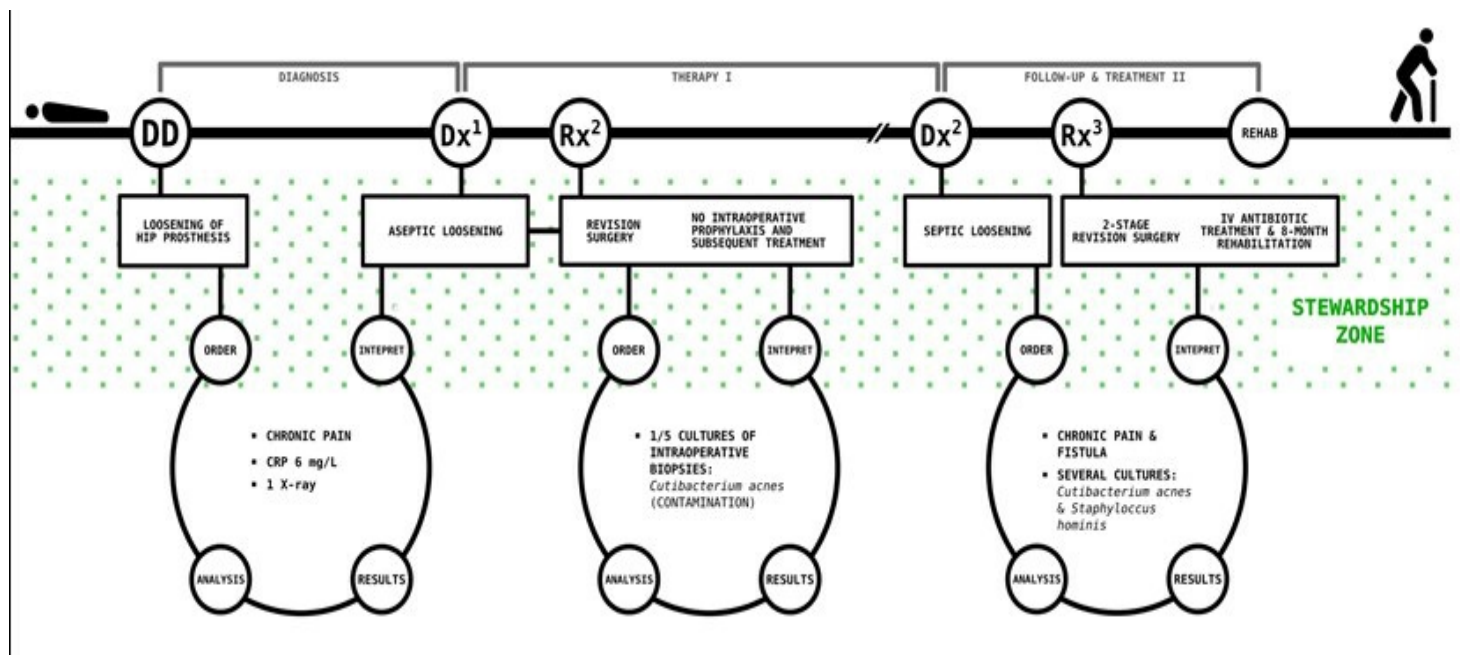 DIAGNOSIS
THERAPY I
FOLLOW-UP & TREATMENT II
DD
Dx¹
Rx²
Dx²
Rx³
REHAB
LOOSENING OF
HIP PROSTHESIS
ASEPTIC LOOSENING
REVISION
SURGERY
NO INTRAOPERATIVE
PROPHYLAXIS AND
SUBSEQUENT TREATMENT
SEPTIC LOOSENING
2-STAGE
REVISION SURGERY
IV ANTIBIOTIC
TREATMENT & 8-MONTH
REHABILITATION
STEWARDSHIP
ZONE
ORDER
INTEPRET
ORDER
INTEPRET
ORDER
INTEPRET
▪ CHRONIC PAIN
▪ CRP 6 mg/L
▪ 1 X-ray
▪ 1/5 CULTURES OF
INTRAOPERATIVE
BIOPSIES:
Cutibacterium acnes
(CONTAMINATION)
▪ CHRONIC PAIN &
FISTULA
▪ SEVERAL CULTURES:
Cutibacterium acnes
& Staphyloccus
hominis
ANALYSIS
RESULTS
ANALYSIS
RESULTS
ANALYSIS
RESULTS